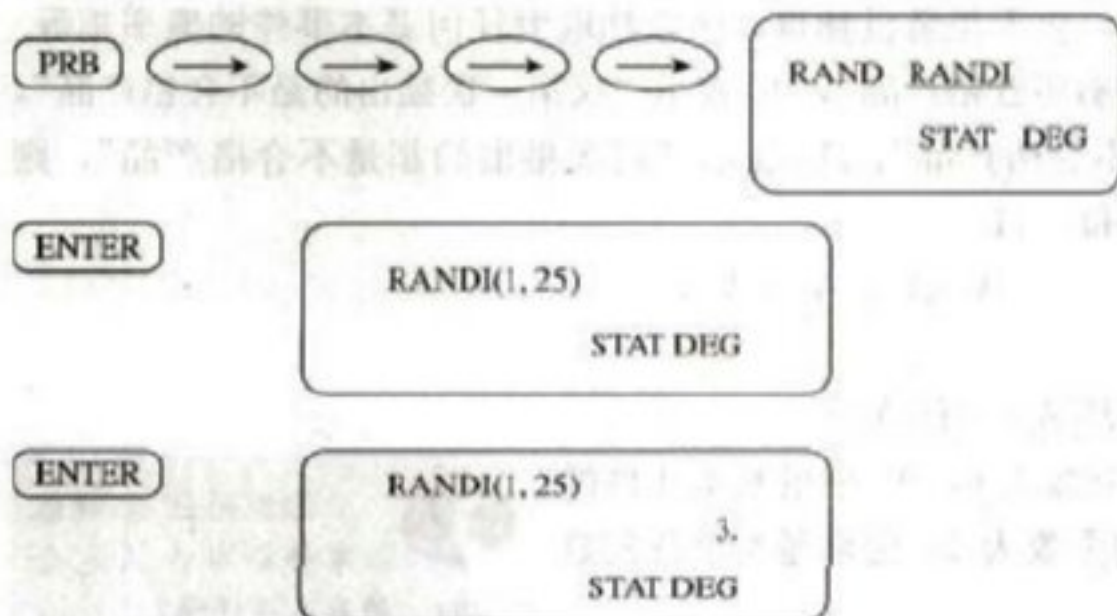 PRB → → → → RAND RANDI
STAT DEG
ENTER
RANDI(1, 25)
STAT DEG
ENTER
RANDI(1, 25)
3.
STAT DEG